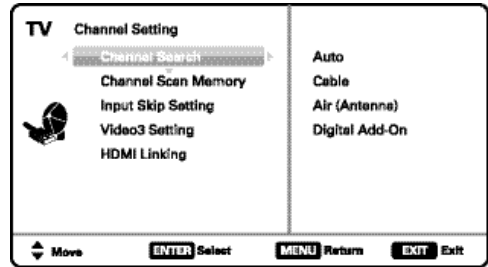 TV Channel Setting
Channel Search
Channel Scan Memory
Input Skip Setting
Video3 Setting
HDMI Linking
Auto
Cable
Air (Antenna)
Digital Add-On
Move ENTER Select MENU Return EXIT Exit